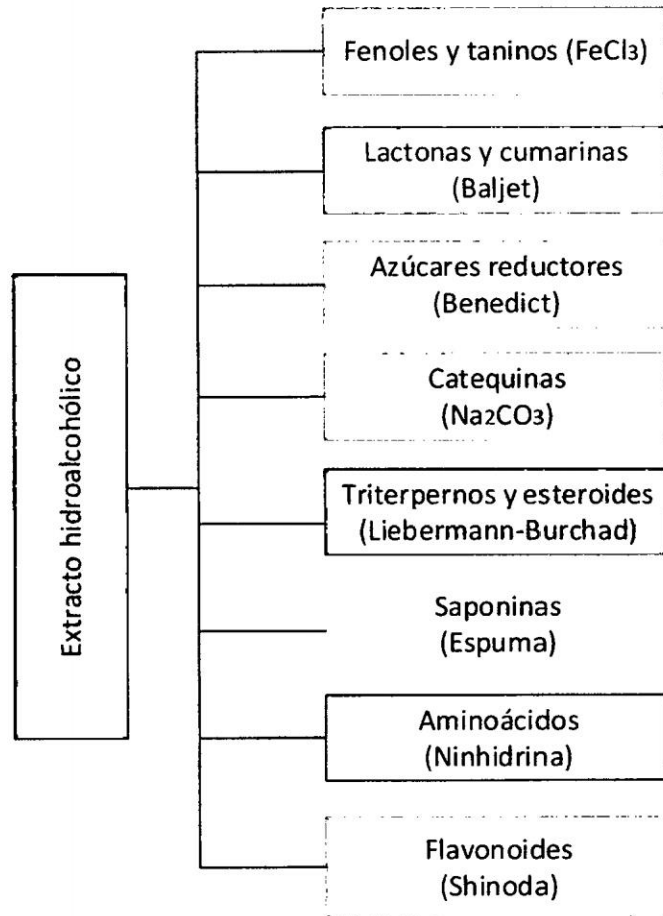 Extracto hidroalcohólico
Fenoles y taninos (FeCl3)
Lactonas y cumarinas
(Baljet)
Azúcares reductores
(Benedict)
Catequinas
(Na2CO3)
Triterpernos y esteroides
(Liebermann-Burchad)
Saponinas
(Espuma)
Aminoácidos
(Ninhidrina)
Flavonoides
(Shinoda)